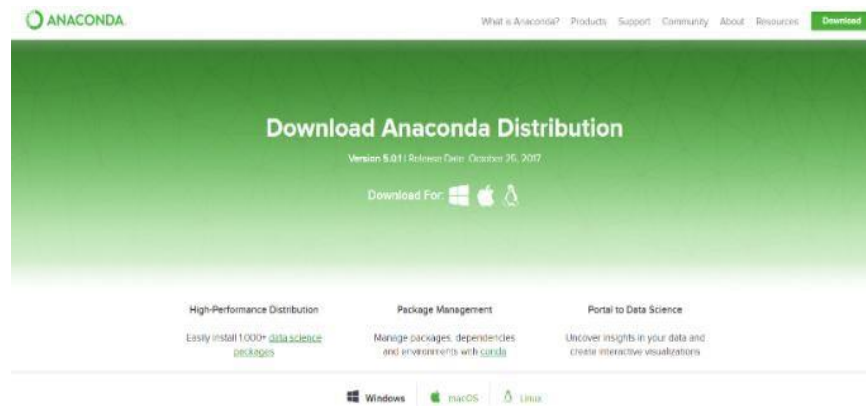 ANACONDA
What is Anaconda? Products Support Community About Resources Download
Download Anaconda Distribution
Version 5.0.1 | Release Date: October 25, 2017
Download For:
High-Performance Distribution
Easily install 1,000+ data science
packages
Package Management
Manage packages, dependencies
and environments with conda
Portal to Data Science
Uncover insights in your data and
create interactive visualizations
Windows macOS Linux